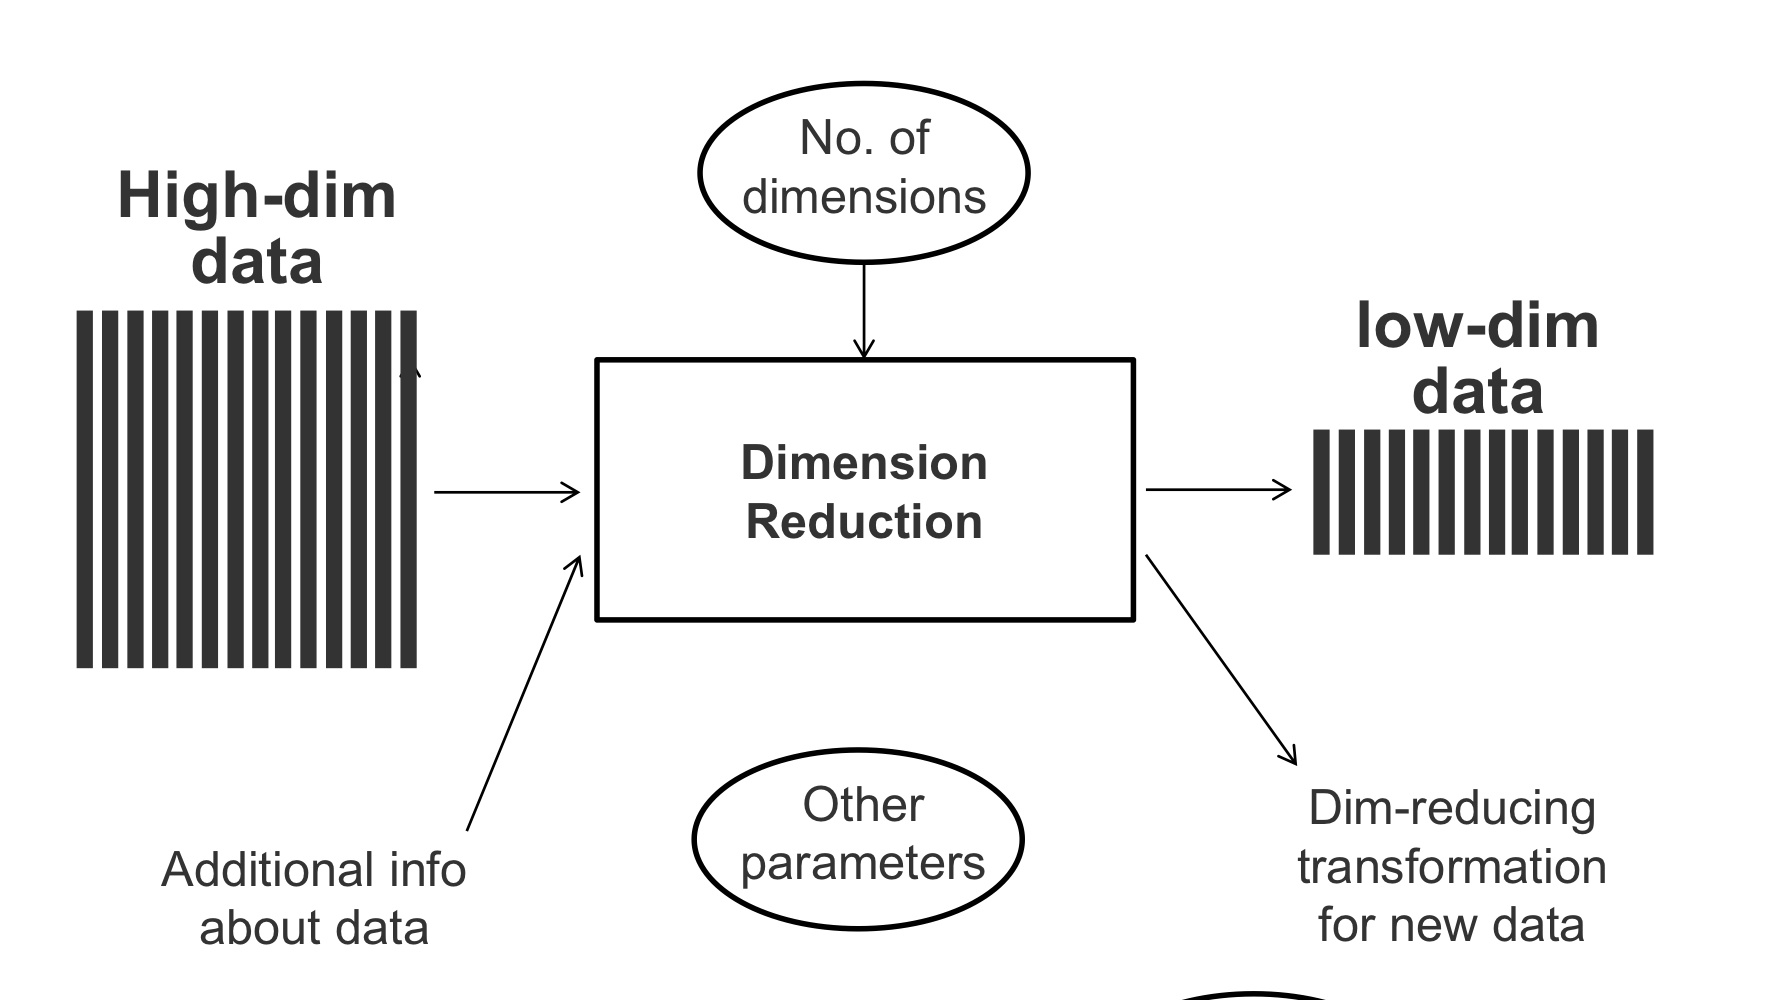 No. of
dimensions
High-dim
data
low-dim
data
Dimension
Reduction
Other
parameters
Additional info
about data
Dim-reducing
transformation
for new data